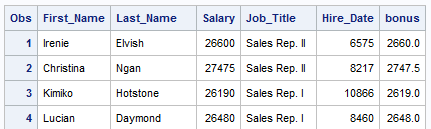 Obs First_Name Last_Name Salary Job_Title Hire_Date bonus
1 Irenie Elvish 26600 Sales Rep. II 6575 2660.0
2 Christina Ngan 27475 Sales Rep. II 8217 2747.5
3 Kimiko Hotstone 26190 Sales Rep. I 10866 2619.0
4 Lucian Daymond 26480 Sales Rep. I 8460 2648.0